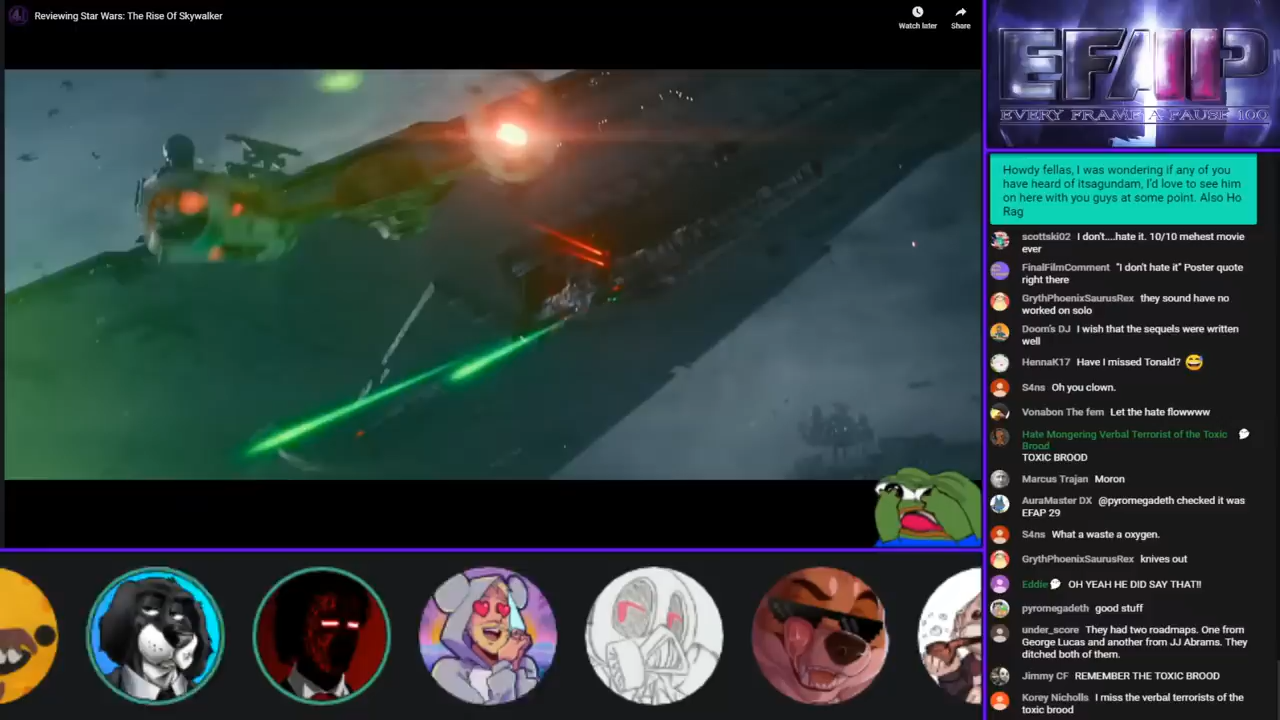 Reviewing Star Wars: The Rise Of Skywalker
Watch later
Share
EFAP
EVERY FRAME A PAUSE 100
Howdy fellas, I was wondering if any of you
have heard of itsagundam, I'd love to see him
on here with you guys at some point. Also Ho
Rag
scottski02 I don't....hate it. 10/10 mehest movie
ever
FinalFilmComment "I don't hate it" Poster quote
right there
GrythPhoenixSaurusRex they sound have no
worked on solo
Doom's DJ I wish that the sequels were written
well
HennaK17 Have I missed Tonald? 😅
S4ns Oh you clown.
Vonabon The fem Let the hate flowwww
Hate Mongering Verbal Terrorist of the Toxic
Brood
TOXIC BROOD
Marcus Trajan Moron
AuraMaster DX @pyromegadeth checked it was
EFAP 29
S4ns What a waste a oxygen.
GrythPhoenixSaurusRex knives out
Eddie OH YEAH HE DID SAY THAT!!
pyromegadeth good stuff
under_score They had two roadmaps. One from
George Lucas and another from JJ Abrams. They
ditched both of them.
Jimmy CF REMEMBER THE TOXIC BROOD
Korey Nicholls I miss the verbal terrorists of the
toxic brood